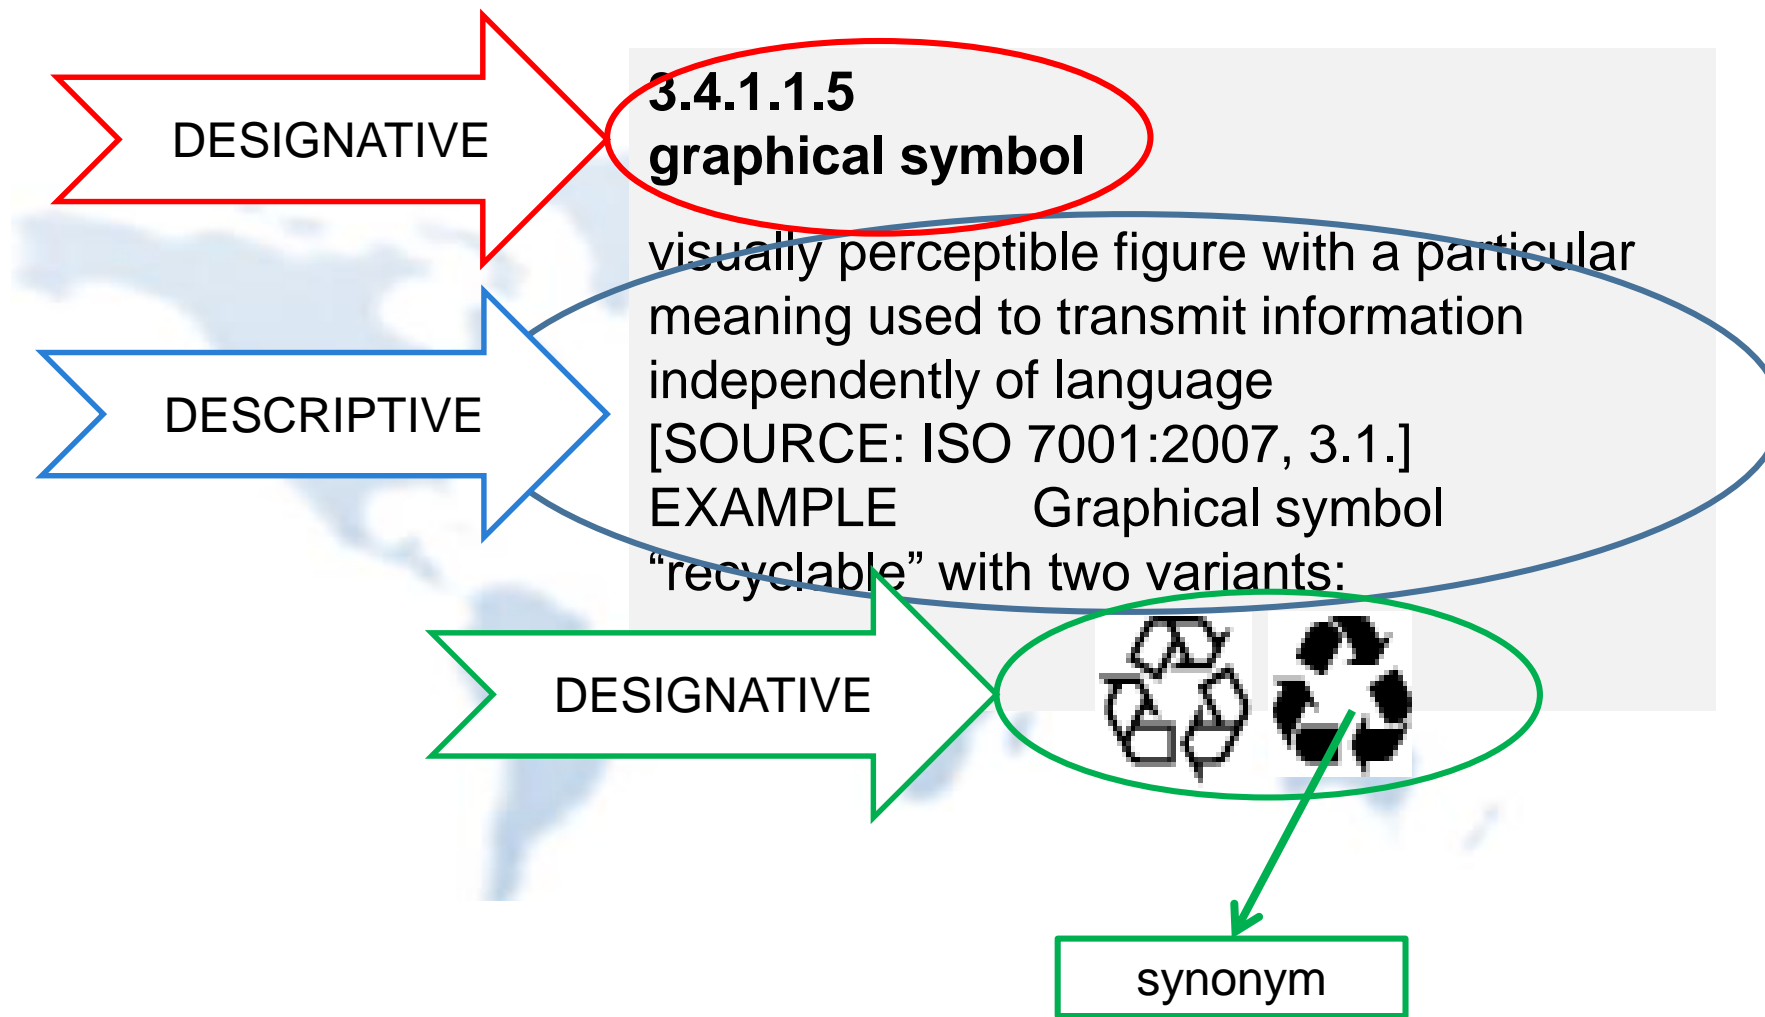 DESIGNATIVE
3.4.1.1.5
graphical symbol
DESCRIPTIVE
visually perceptible figure with a particular
meaning used to transmit information
independently of language
[SOURCE: ISO 7001:2007, 3.1.]
EXAMPLE Graphical symbol
“recyclable” with two variants:
DESIGNATIVE
synonym